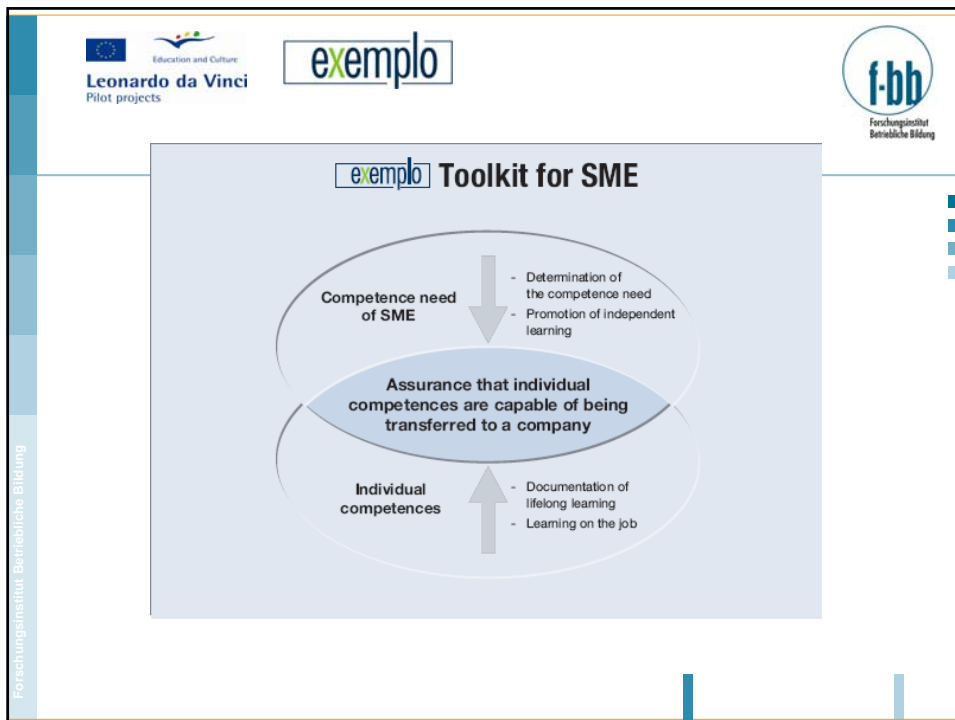 Education and Culture
Leonardo da Vinci
Pilot projects
exemplo
f-bb
Forschungsinstitut
Betriebliche Bildung
exemplo Toolkit for SME
Competence need
of SME
- Determination of
the competence need
- Promotion of independent
learning
Assurance that individual
competences are capable of being
transferred to a company
Individual
competences
- Documentation of
lifelong learning
- Learning on the job
Forschungsinstitut Betriebliche Bildung